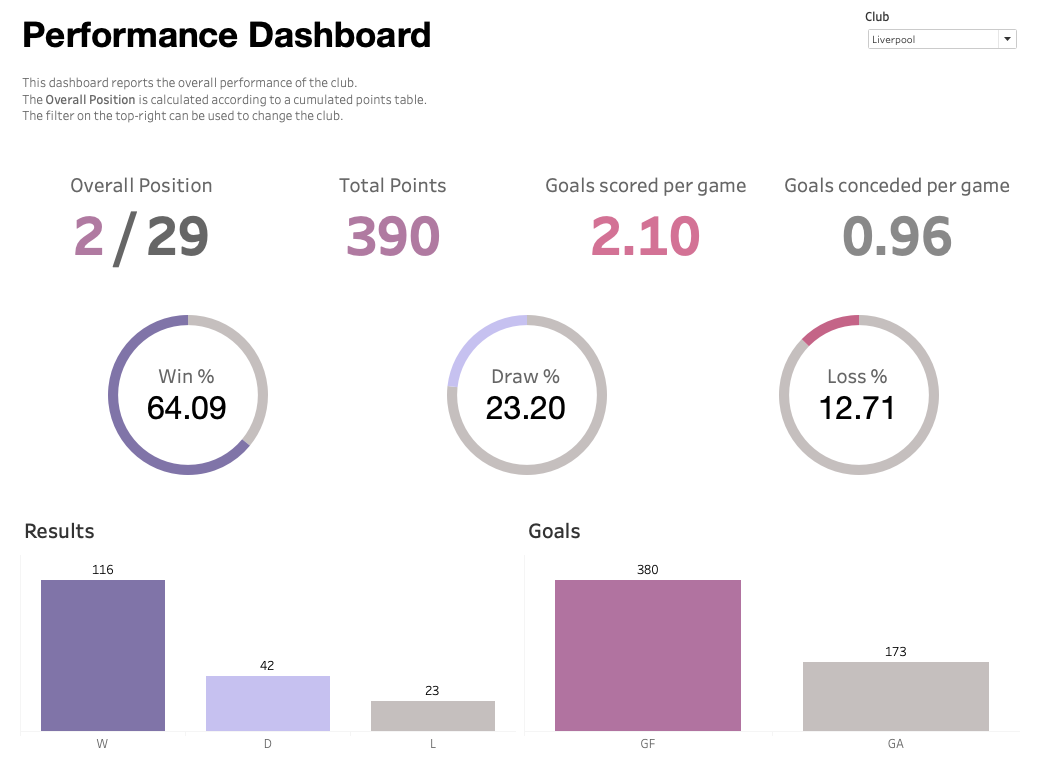 Performance Dashboard
Club
Liverpool
This dashboard reports the overall performance of the club.
The Overall Position is calculated according to a cumulated points table.
The filter on the top-right can be used to change the club.
Overall Position
Total Points
Goals scored per game
Goals conceded per game
2 / 29
390
2.10
0.96
Win %
64.09
Draw %
23.20
Loss %
12.71
Results
116
42
23
W
D
L
Goals
380
173
GF
GA